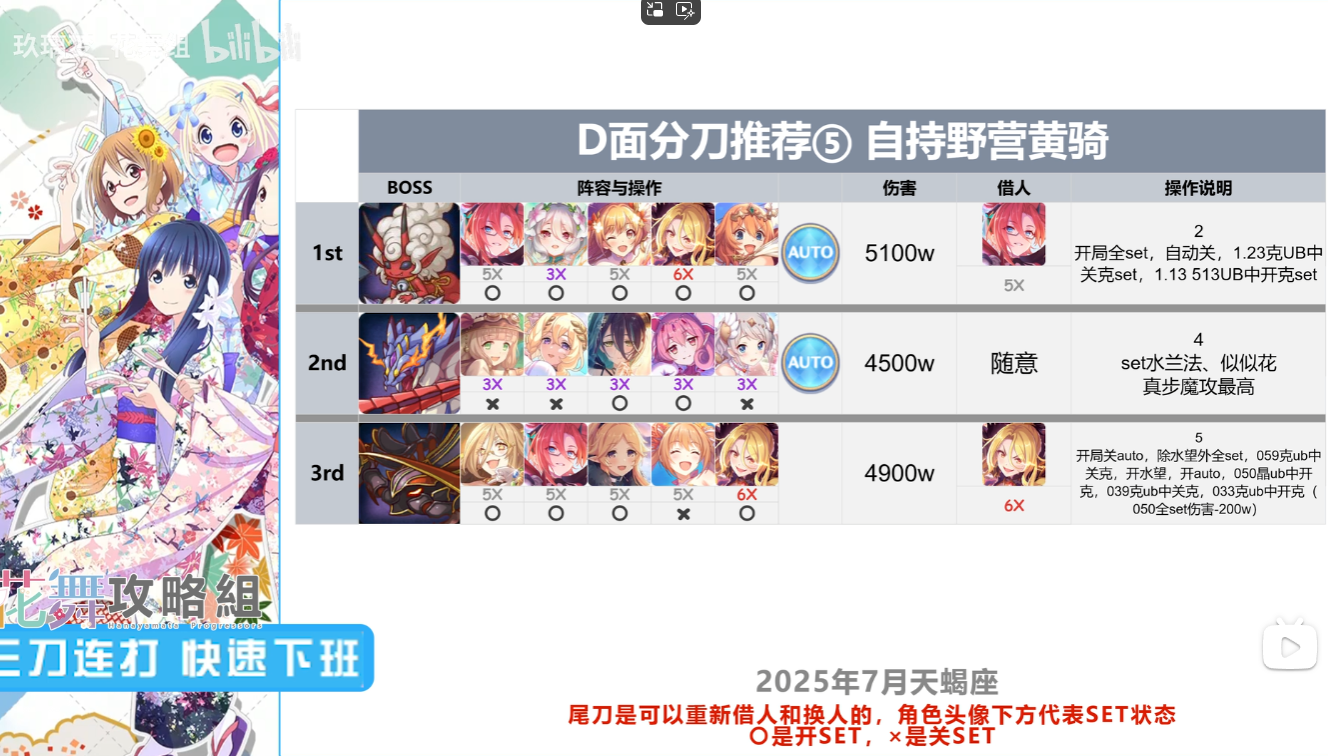 bilibili
D面分刀推荐⑤ 自持野营黄骑
BOSS 阵容与操作 伤害 借人 操作说明
1st
5X 3X 5X 6X 5X
○ ○ ○ ○ ○
AUTO
5100w
5X
2
开局全set，自动关，1.23克UB中
关克set，1.13 513UB中开克set
2nd
3X 3X 3X 3X 3X
× × ○ ○ ×
AUTO
4500w
随意
4
set水兰法、似似花
真步魔攻最高
3rd
5X 5X 5X 5X 6X
○ ○ ○ × ○
4900w
6X
5
开局关auto，除水望外全set，059克ub中
关克，开水望，开auto，050晶ub中开
克，039克ub中关克，033克ub中开克（
050全set伤害-200w）
花舞攻略組
Hanayamata Progressors
三刀连打 快速下班
2025年7月天蝎座
尾刀是可以重新借人和换人的，角色头像下方代表SET状态
〇是开SET，×是关SET